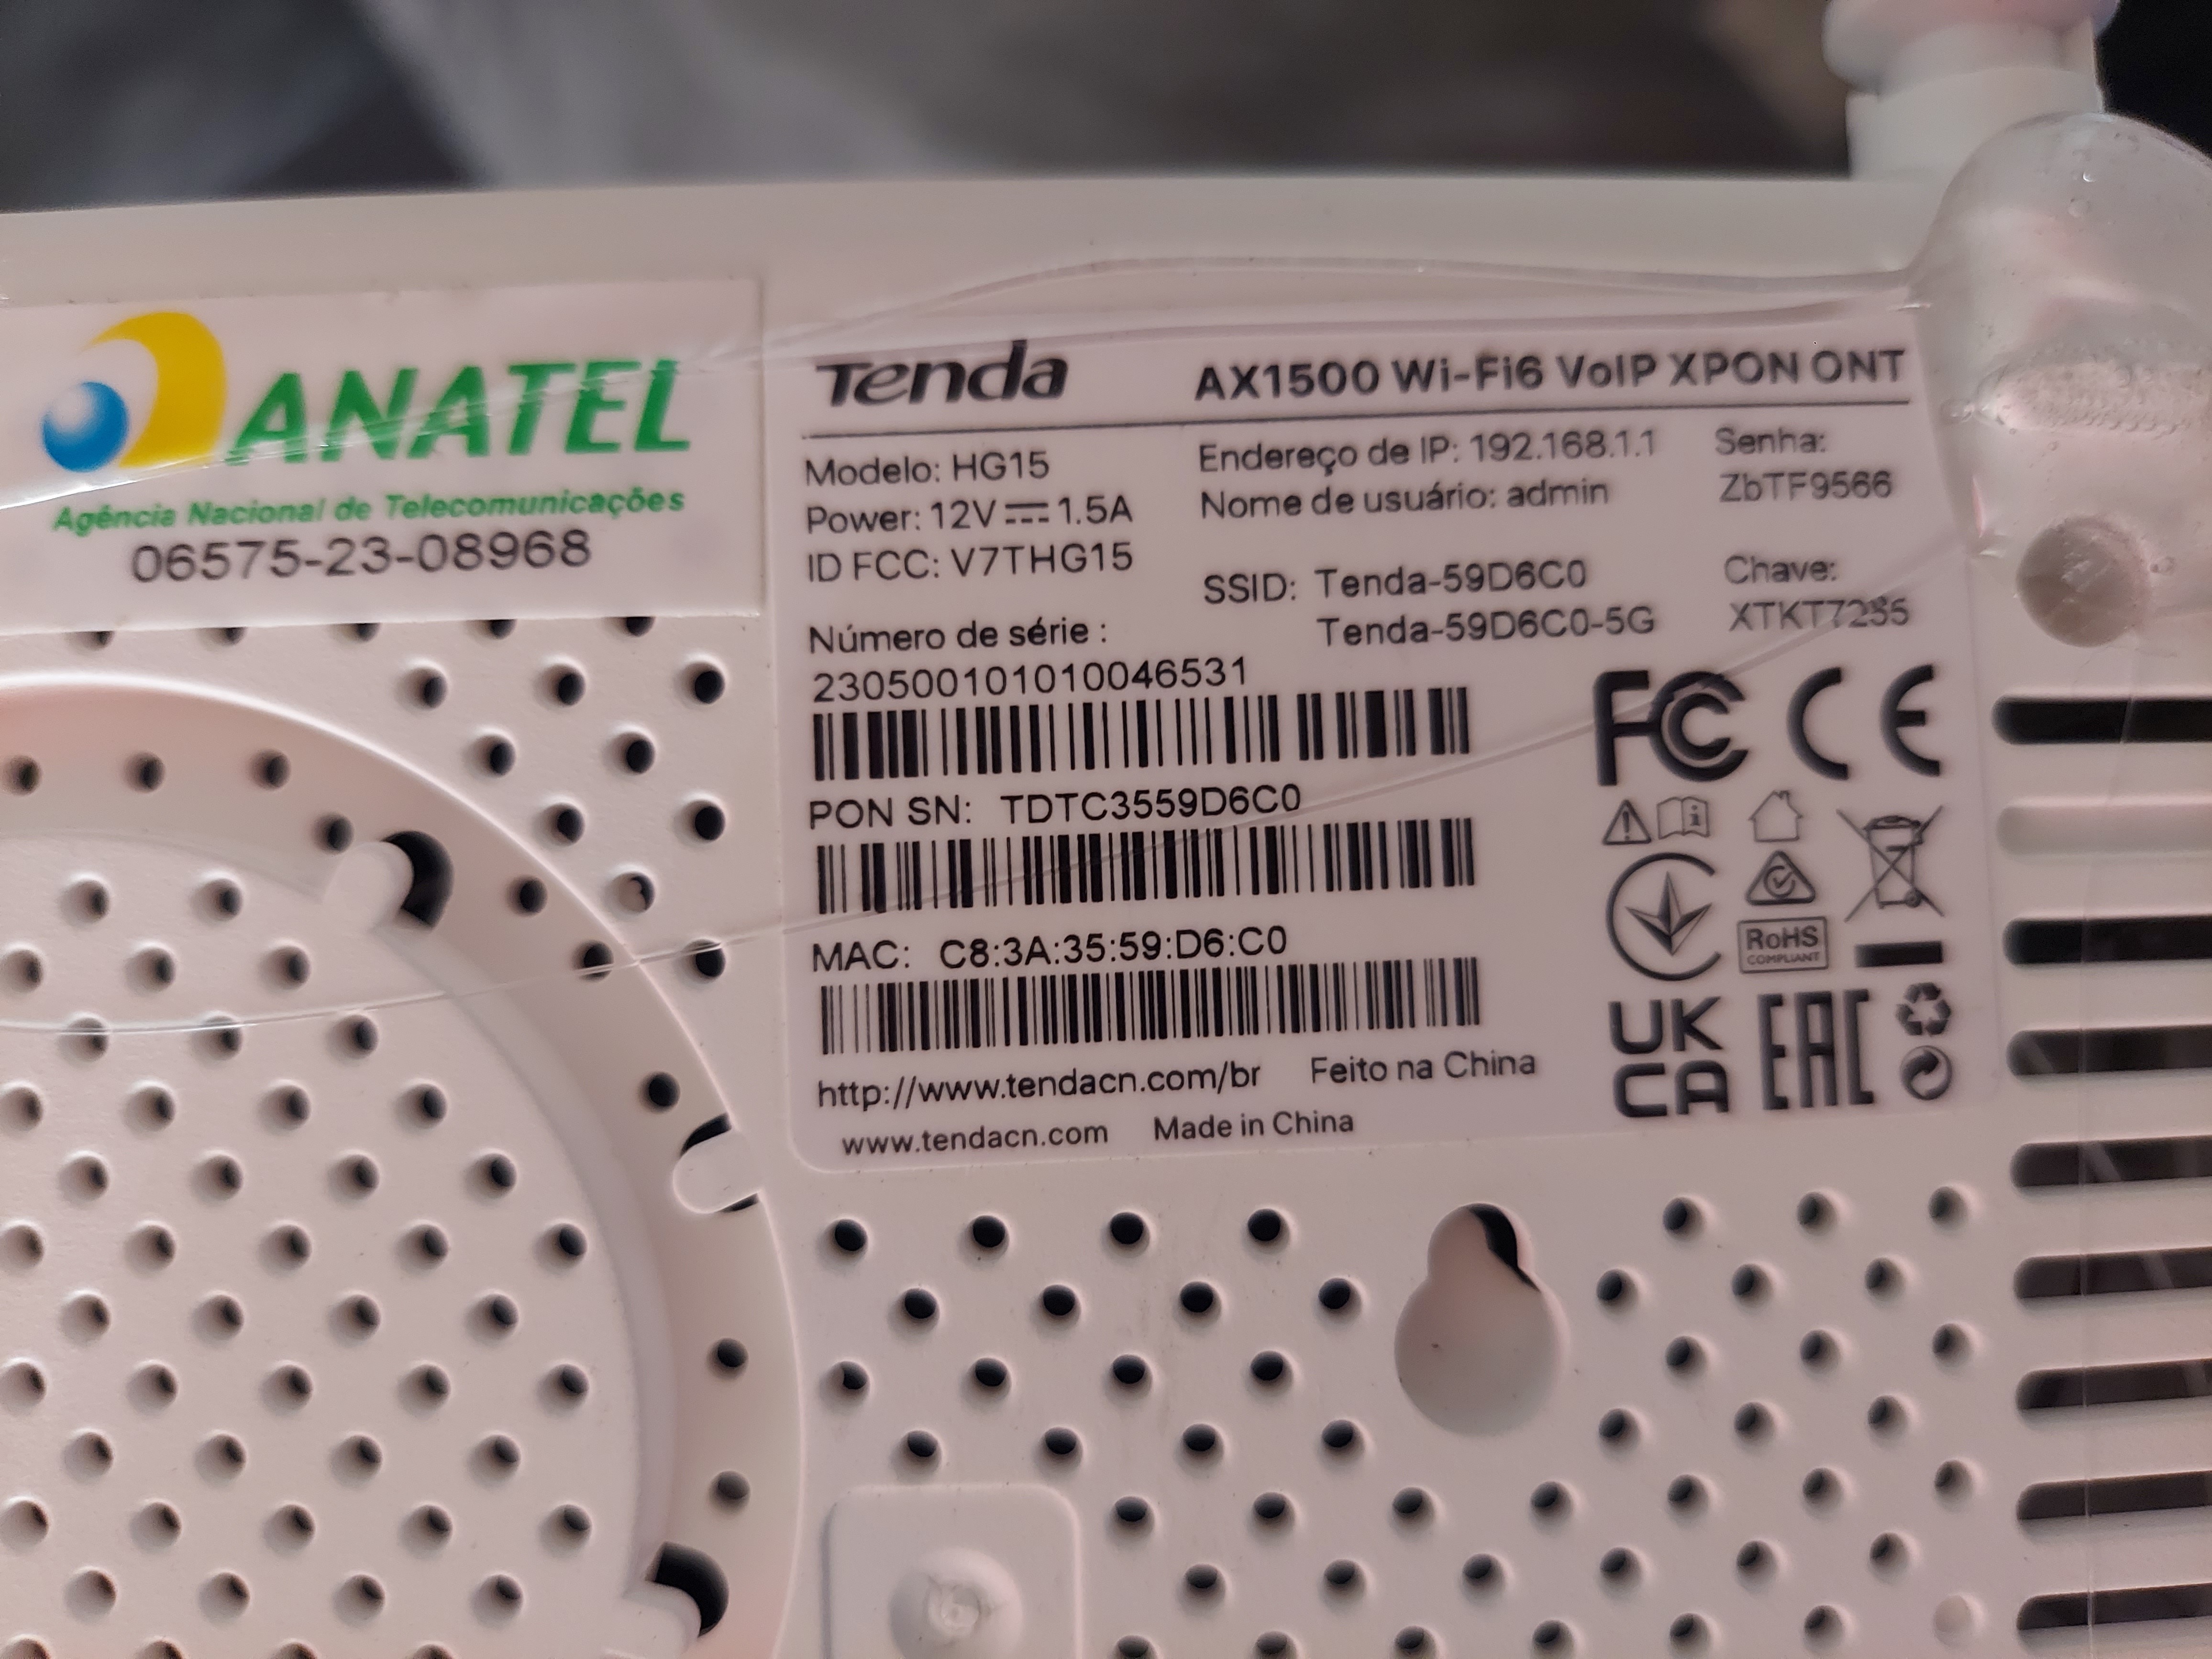 ANATEL
Agência Nacional de Telecomunicações
06575-23-08968
Tenda
AX1500 Wi-Fi6 VoIP XPON ONT
Modelo: HG15
Power: 12V⎓1.5A
ID FCC: V7THG15
Endereço de IP: 192.168.1.1
Nome de usuário: admin
Senha:
ZbTF9566
SSID: Tenda-59D6C0
Tenda-59D6C0-5G
Chave:
Número de série :
230500101010046531
PON SN: TDTC3559D6C0
MAC: C8:3A:35:59:D6:C0
http://www.tendacn.com/br Feito na China
www.tendacn.com Made in China
FC CE
RoHS
COMPLIANT
UK
CA
EAC